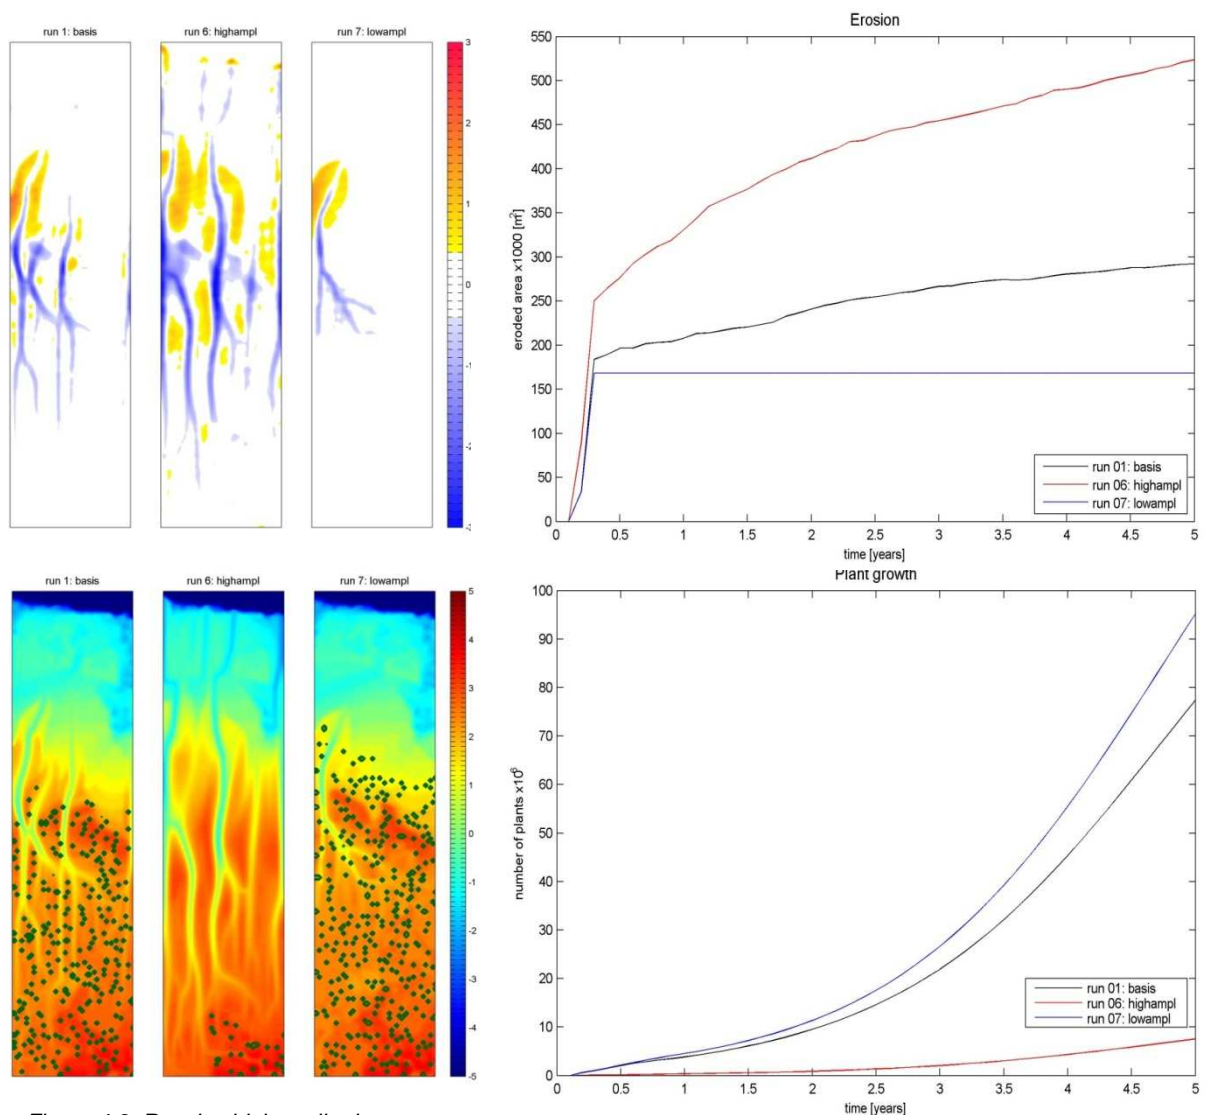 run 1: basis
run 6: highampl
run 7: lowampl
3
2
1
0
-1
-2
-3
Erosion
550
500
450
400
350
300
250
200
150
100
50
0
eroded area x1000 [m²]
0 0.5 1 1.5 2 2.5 3 3.5 4 4.5 5
time [years]
run 01: basis
run 06: highampl
run 07: lowampl
run 1: basis
run 6: highampl
run 7: lowampl
5
4
3
2
1
0
-1
-2
-3
-4
-5
Plant growth
100
90
80
70
60
50
40
30
20
10
0
number of plants x10⁶
0 0.5 1 1.5 2 2.5 3 3.5 4 4.5 5
time [years]
run 01: basis
run 06: highampl
run 07: lowampl